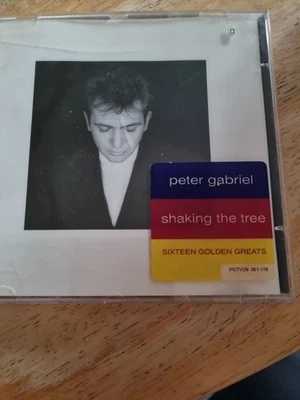 peter gabriel
shaking the tree
SIXTEEN GOLDEN GREATS